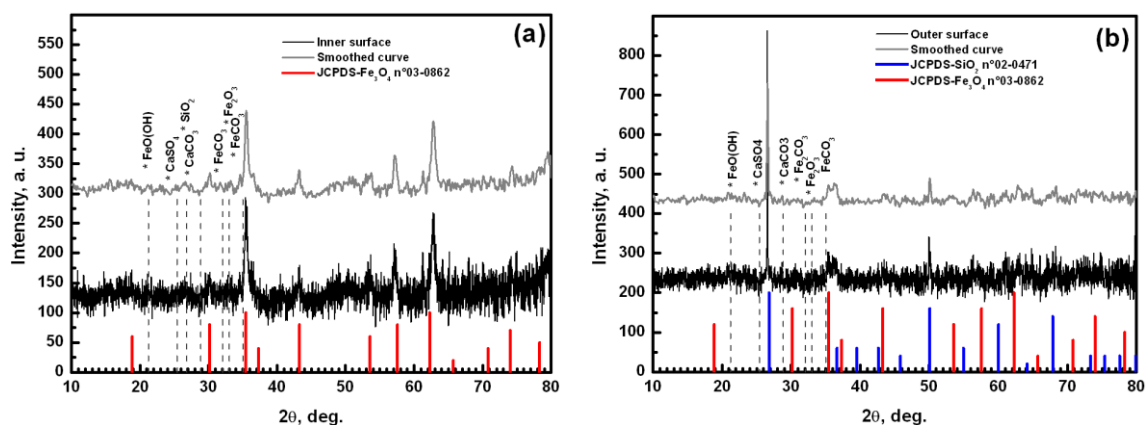 (a)
Inner surface
Smoothed curve
JCPDS-Fe₃O₄ nº03-0862
* FeO(OH)
* CaSO₄
* SiO₂
* CaCO₃
* FeCO₃
* Fe₂O₃
* FeCO₃
Intensity, a. u.
550
500
450
400
350
300
250
200
150
100
50
0
10 20 30 40 50 60 70 80
2θ, deg.
(b)
Outer surface
Smoothed curve
JCPDS-SiO₂ nº02-0471
JCPDS-Fe₃O₄ nº03-0862
* FeO(OH)
* CaSO4
* CaCO3
* Fe₂CO₃
* Fe₂O₃
FeCO₃
Intensity, a. u.
800
700
600
500
400
300
200
100
0
10 20 30 40 50 60 70 80
2θ, deg.